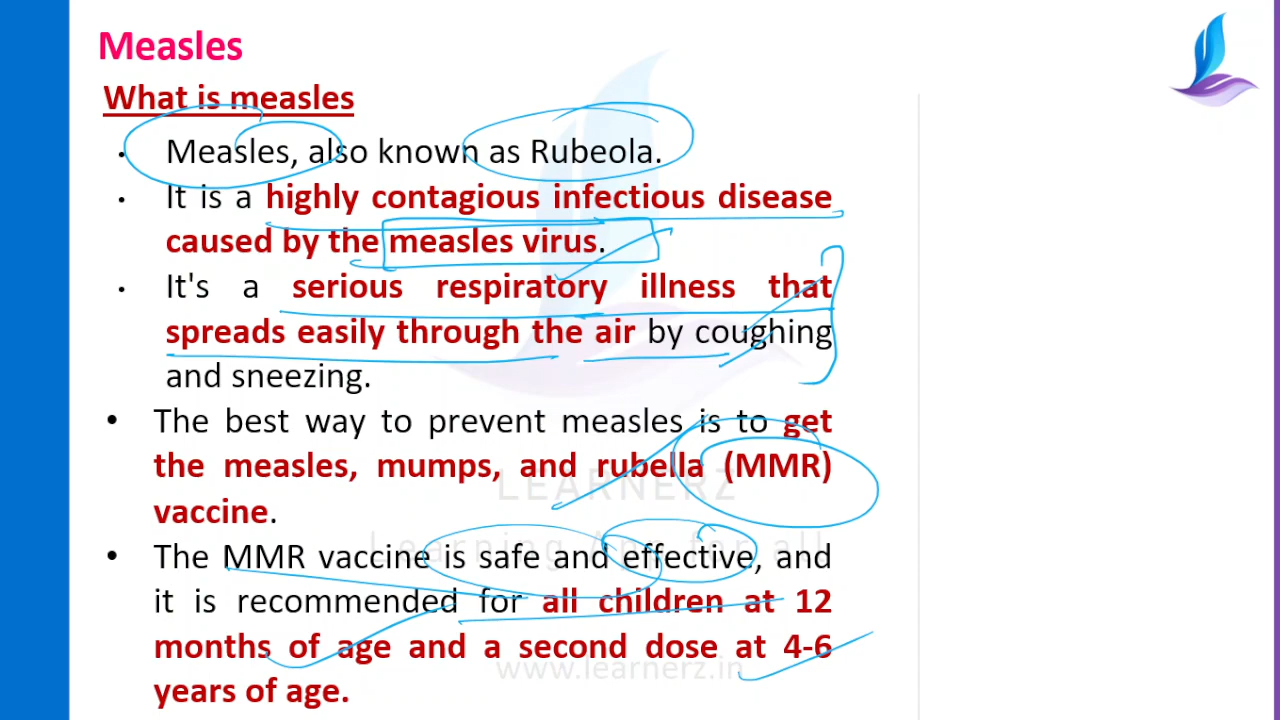 Measles
What is measles
• Measles, also known as Rubeola.
• It is a highly contagious infectious disease
caused by the measles virus.
• It's a serious respiratory illness that
spreads easily through the air by coughing
and sneezing.
• The best way to prevent measles is to get
the measles, mumps, and rubella (MMR)
LEARNERZ
vaccine.
Learning App for all
• The MMR vaccine is safe and effective, and
it is recommended for all children at 12
months of age and a second dose at 4-6
www.learnerz.in
years of age.